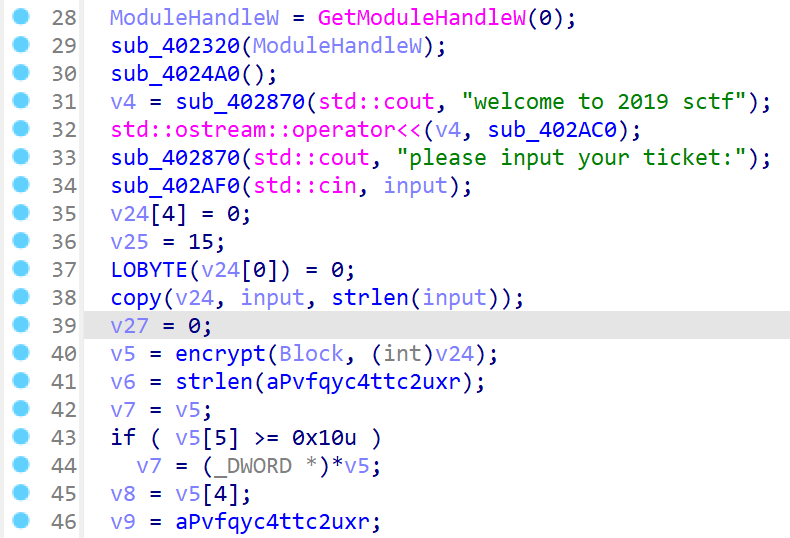 28 ModuleHandleW = GetModuleHandleW(0);
29 sub_402320(ModuleHandleW);
30 sub_4024A0();
31 v4 = sub_402870(std::cout, "welcome to 2019 sctf");
32 std::ostream::operator<<(v4, sub_402AC0);
33 sub_402870(std::cout, "please input your ticket:");
34 sub_402AF0(std::cin, input);
35 v24[4] = 0;
36 v25 = 15;
37 LOBYTE(v24[0]) = 0;
38 copy(v24, input, strlen(input));
39 v27 = 0;
40 v5 = encrypt(Block, (int)v24);
41 v6 = strlen(aPvfqyc4ttc2uxr);
42 v7 = v5;
43 if ( v5[5] >= 0x10u )
44 v7 = (_DWORD *)*v5;
45 v8 = v5[4];
46 v9 = aPvfqyc4ttc2uxr;